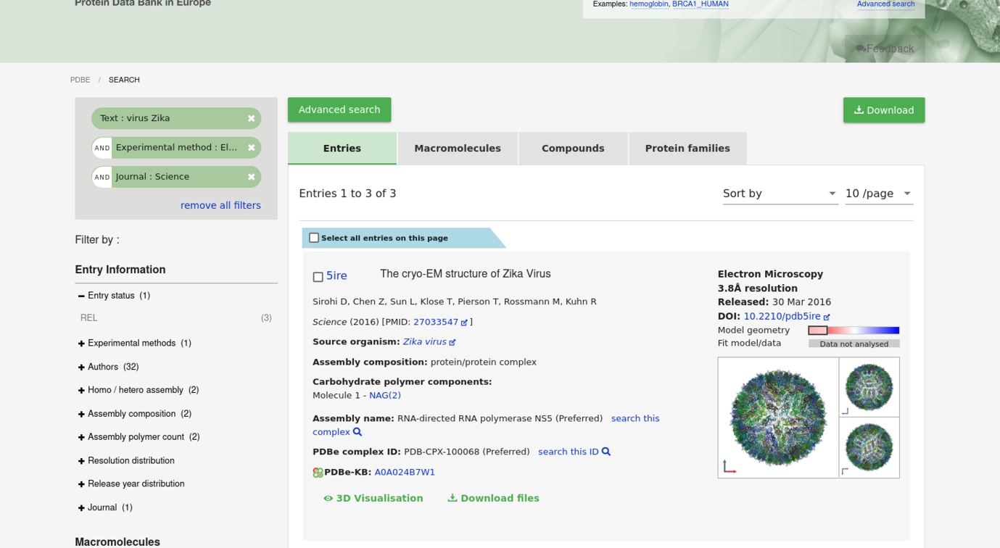 Protein Data Bank in Europe
Examples: hemoglobin, BRCA1_HUMAN
Advanced search
Feedback
PDBE / SEARCH
Text : virus Zika
AND Experimental method : El...
AND Journal : Science
remove all filters
Advanced search
Download
Entries
Macromolecules
Compounds
Protein families
Entries 1 to 3 of 3
Sort by
10 /page
Select all entries on this page
Filter by :
Entry Information
Entry status (1)
REL (3)
Experimental methods (1)
Authors (32)
Homo / hetero assembly (2)
Assembly composition (2)
Assembly polymer count (2)
Resolution distribution
Release year distribution
Journal (1)
Macromolecules
5ire The cryo-EM structure of Zika Virus
Sirohi D, Chen Z, Sun L, Klose T, Pierson T, Rossmann M, Kuhn R
Science (2016) [PMID: 27033547 ]
Source organism: Zika virus
Assembly composition: protein/protein complex
Carbohydrate polymer components:
Molecule 1 - NAG(2)
Assembly name: RNA-directed RNA polymerase NS5 (Preferred) search this
complex
PDBe complex ID: PDB-CPX-100068 (Preferred) search this ID
PDBe-KB: A0A024B7W1
3D Visualisation
Download files
Electron Microscopy
3.8Å resolution
Released: 30 Mar 2016
DOI: 10.2210/pdb5ire
Model geometry
Fit model/data Data not analysed